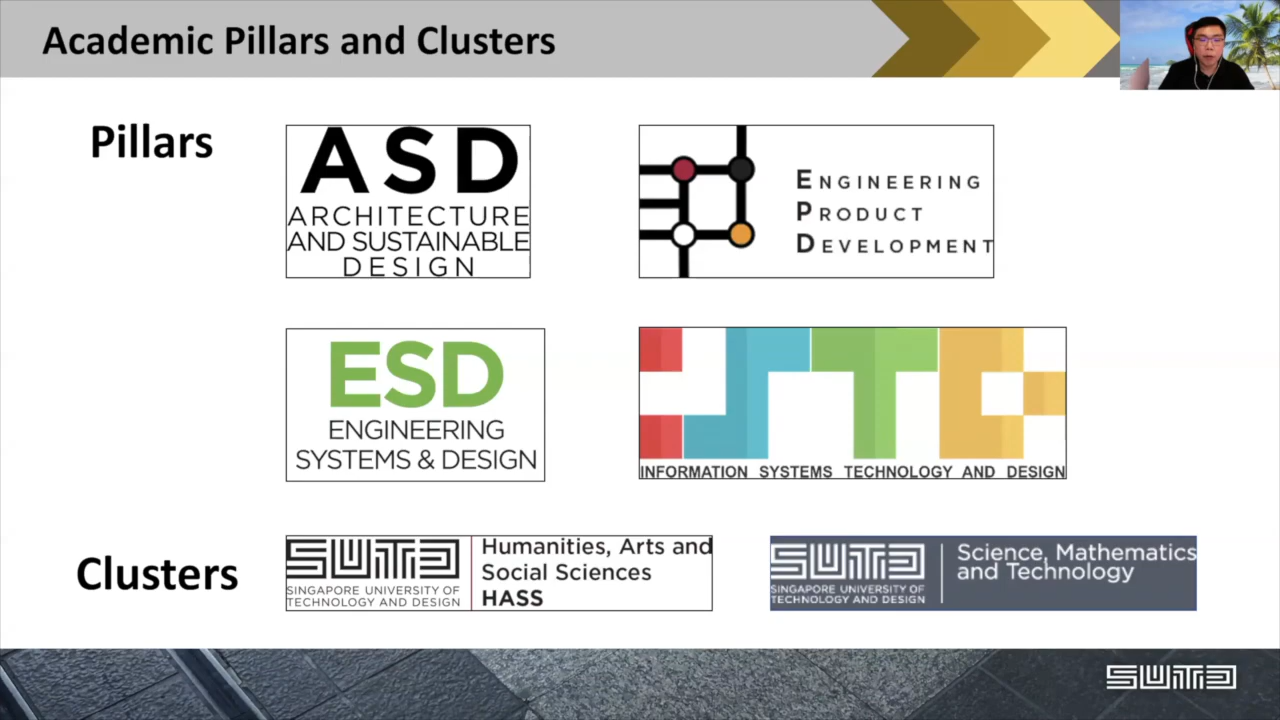 Academic Pillars and Clusters
Pillars
ASD
ARCHITECTURE
AND SUSTAINABLE
DESIGN
ENGINEERING
PRODUCT
DEVELOPMENT
ESD
ENGINEERING
SYSTEMS & DESIGN
ISTD
INFORMATION SYSTEMS TECHNOLOGY AND DESIGN
Clusters
SUTD
SINGAPORE UNIVERSITY OF
TECHNOLOGY AND DESIGN
Humanities, Arts and
Social Sciences
HASS
SUTD
SINGAPORE UNIVERSITY OF
TECHNOLOGY AND DESIGN
Science, Mathematics
and Technology
SUTD